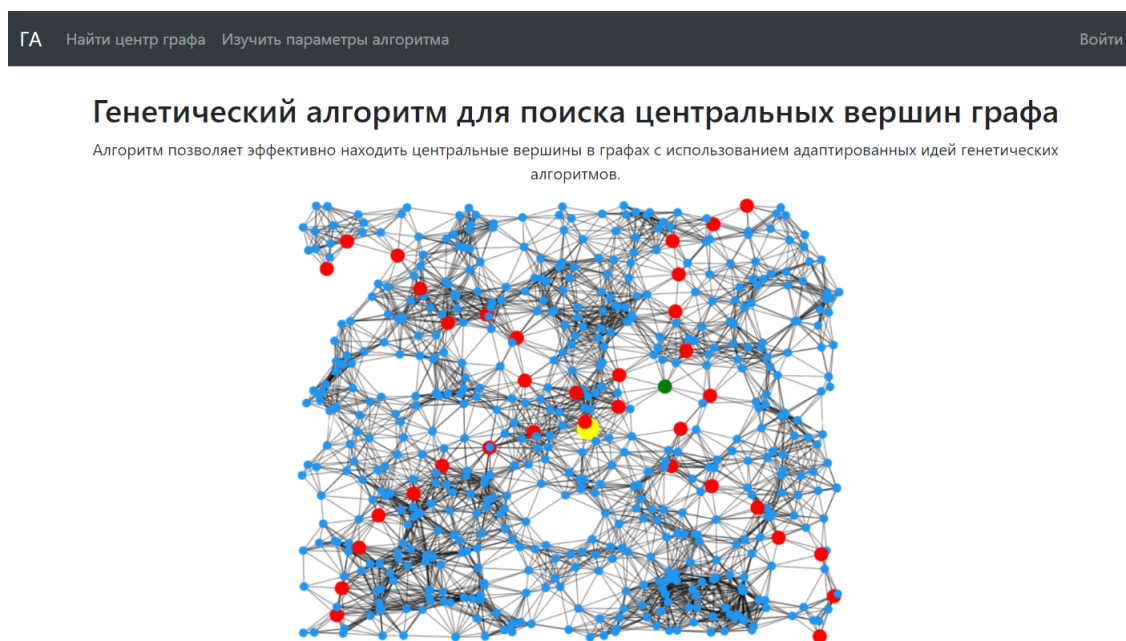 ГА Найти центр графа Изучить параметры алгоритма Войти
Генетический алгоритм для поиска центральных вершин графа
Алгоритм позволяет эффективно находить центральные вершины в графах с использованием адаптированных идей генетических
алгоритмов.